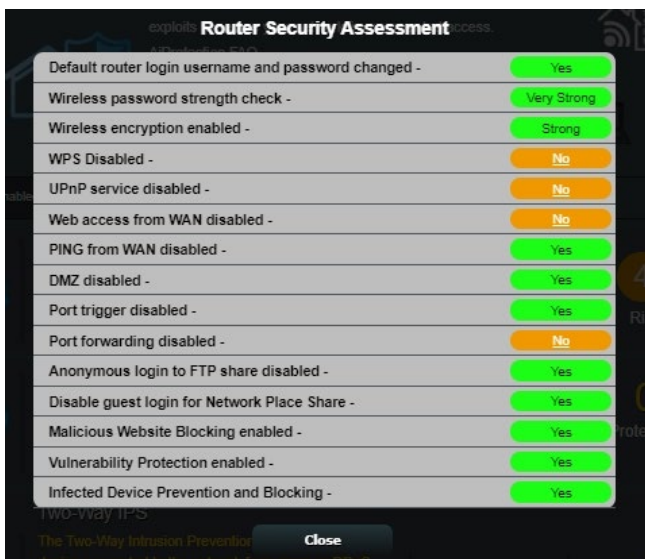 exploits
Router Security Assessment
Default router login username and password changed - Yes
Wireless password strength check - Very Strong
Wireless encryption enabled - Strong
WPS Disabled - No
UPnP service disabled - No
Web access from WAN disabled - No
PING from WAN disabled - Yes
DMZ disabled - Yes
Port trigger disabled - Yes
Port forwarding disabled - No
Anonymous login to FTP share disabled - Yes
Disable guest login for Network Place Share - Yes
Malicious Website Blocking enabled - Yes
Vulnerability Protection enabled - Yes
Infected Device Prevention and Blocking - Yes
Two-Way IPS
The Two-Way Intrusion Prevention
Close